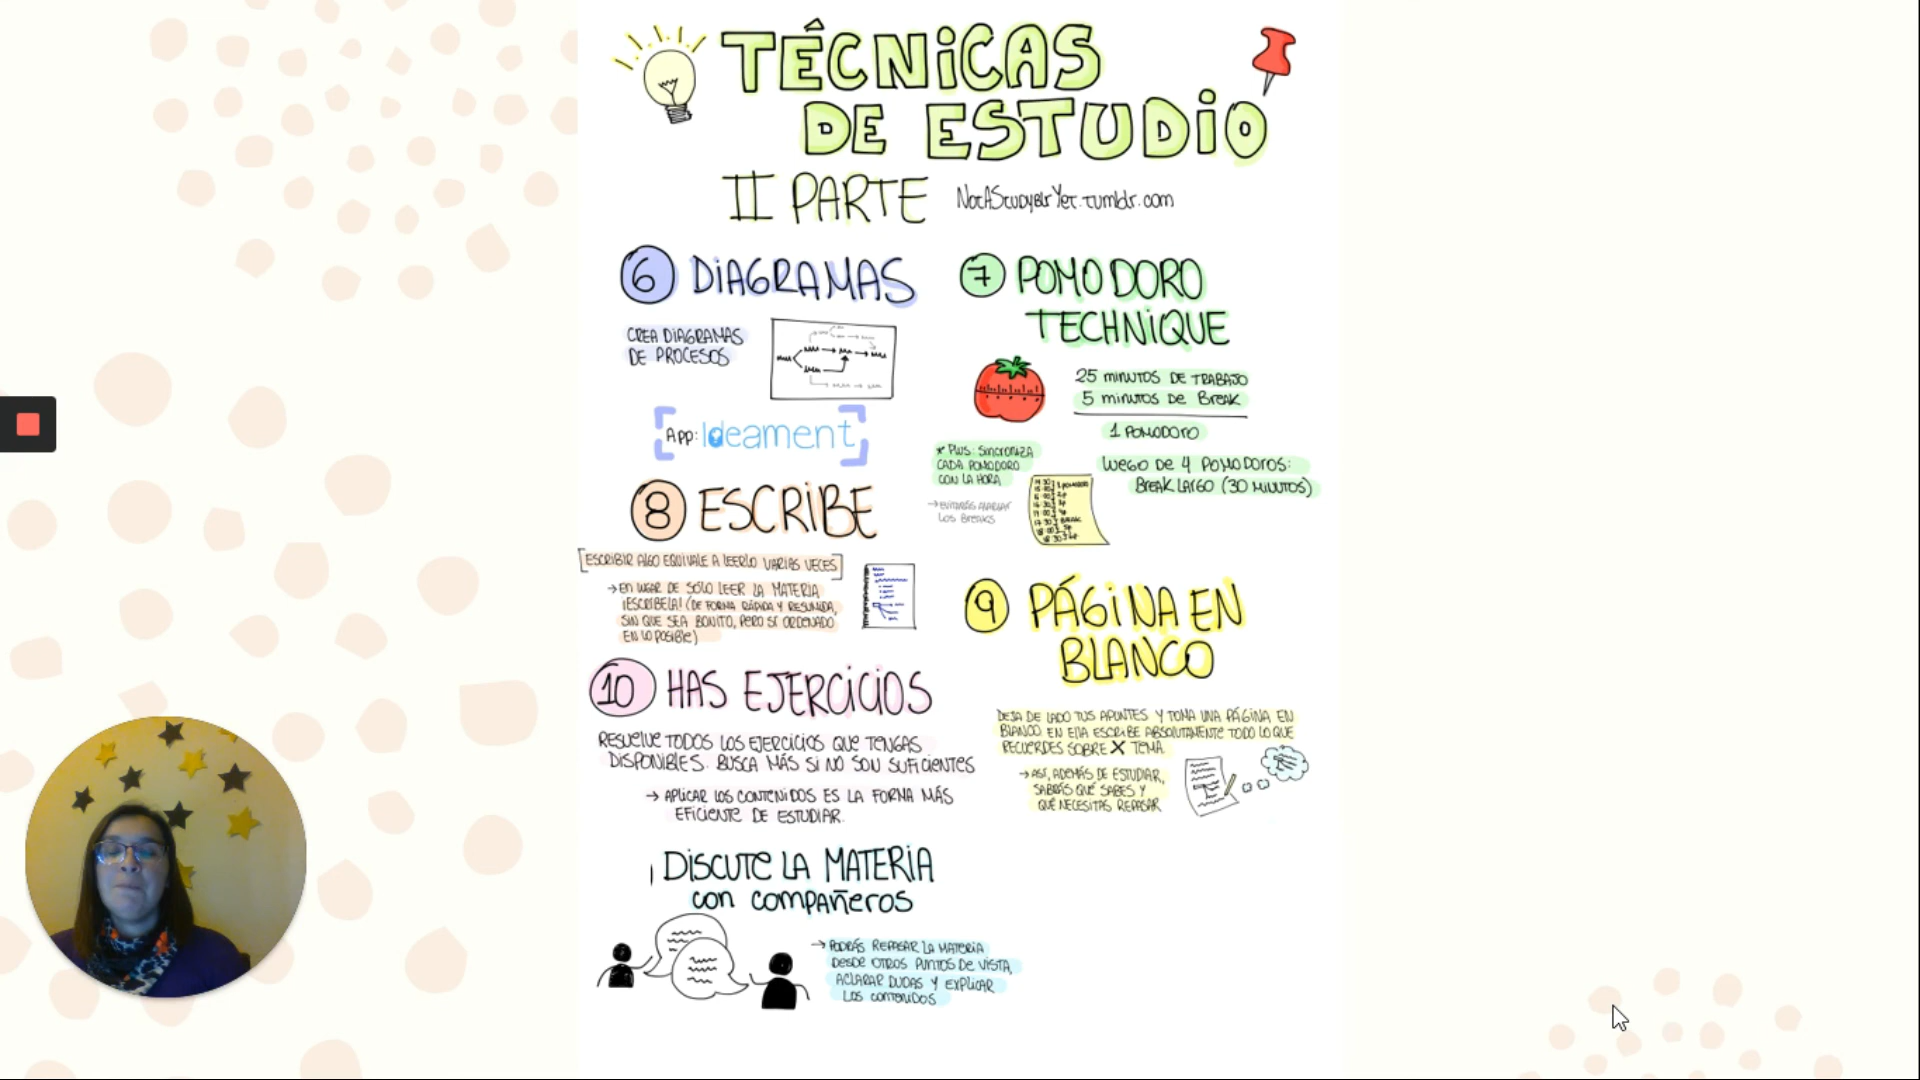 TÉCNICAS
DE ESTUDIO
II PARTE
NotAStudyblrYet.tumblr.com
6 DIAGRAMAS
CREA DIAGRAMAS
DE PROCESOS
App: Ideament
7 POMODORO
TECHNIQUE
25 minutos DE TRABAJO
5 minutos de Break
1 POMODORO
LUEGO DE 4 POMODOROS:
BREAK LARGO (30 MINUTOS)
* PLUS: SINCRONIZA
CADA POMODORO
CON LA HORA
LOS BREAKS
8 ESCRIBE
[ESCRIBIR ALGO EQUIVALE A LEERLO VARIAS VECES]
→ EN LUGAR DE SOLO LEER LA MATERIA
¡ESCRÍBELA! (DE FORMA RÁPIDA Y RESUMIDA,
SIN QUE SEA BONITO, PERO SÍ ORDENADO
EN LO POSIBLE)
9 PÁGINA EN
BLANCO
DEJA DE LADO TUS APUNTES Y TOMA UNA PÁGINA EN
BLANCO. EN ELLA ESCRIBE ABSOLUTAMENTE TODO LO QUE
RECUERDES SOBRE X TEMA
→ ASÍ, ADEMÁS DE ESTUDIAR,
SABRÁS QUÉ SABES Y
QUÉ NECESITAS REPASAR
10 HAS EJERCICIOS
RESUELVE TODOS LOS EJERCICIOS QUE TENGAS
DISPONIBLES. BUSCA MÁS SI NO SON SUFICIENTES
→ APLICAR LOS CONTENIDOS ES LA FORMA MÁS
EFICIENTE DE ESTUDIAR.
DISCUTE LA MATERIA
con compañeros
→ PODRÁS REPASAR LA MATERIA
DESDE OTROS PUNTOS DE VISTA,
ACLARAR DUDAS Y EXPLICAR
LOS CONTENIDOS